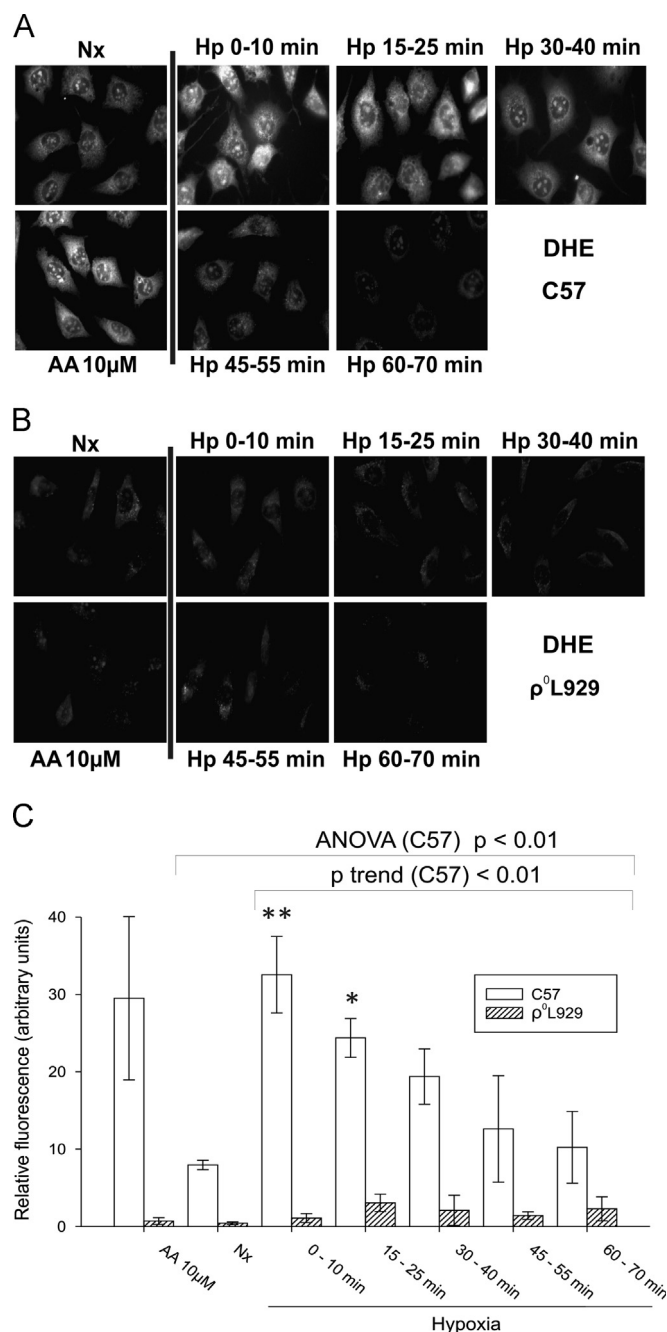 A
Nx Hp 0-10 min Hp 15-25 min Hp 30-40 min
DHE
C57
AA 10µM Hp 45-55 min Hp 60-70 min
B
Nx Hp 0-10 min Hp 15-25 min Hp 30-40 min
DHE
ρ⁰L929
AA 10µM Hp 45-55 min Hp 60-70 min
C
ANOVA (C57) p < 0.01
p trend (C57) < 0.01
Relative fluorescence (arbitrary units)
40
30
20
10
0
**
*
C57
ρ⁰L929
AA 10µM
Nx
0 - 10 min
15 - 25 min
30 - 40 min
45 - 55 min
60 - 70 min
Hypoxia